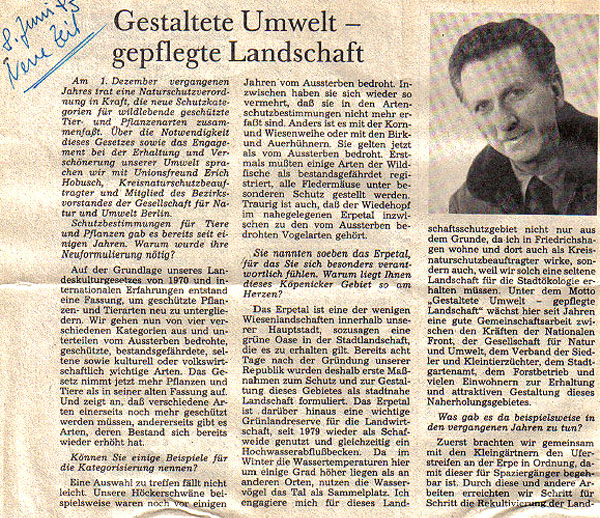 8. Juni 85
Neue Zeit
Gestaltete Umwelt –
gepflegte Landschaft
Am 1. Dezember vergangenen
Jahres trat eine Naturschutzverord-
nung in Kraft, die neue Schutzkate-
gorien für wildlebende geschützte
Tier- und Pflanzenarten zusam-
menfaßt. Über die Notwendigkeit
dieses Gesetzes sowie das Engage-
ment bei der Erhaltung und Ver-
schönerung unserer Umwelt spra-
chen wir mit Unionsfreund Erich
Hobusch, Kreisnaturschutzbeauf-
tragter und Mitglied des Bezirks-
vorstandes der Gesellschaft für Na-
tur und Umwelt Berlin.
Schutzbestimmungen für Tiere
und Pflanzen gab es bereits seit ei-
nigen Jahren. Warum wurde ihre
Neuformulierung nötig?
Auf der Grundlage unseres Lan-
deskulturgesetzes von 1970 und in-
ternationalen Erfahrungen entstand
eine Fassung, um geschützte Pflan-
zen- und Tierarten neu zu unterglie-
dern. Wir gehen nun von vier ver-
schiedenen Kategorien aus und un-
terteilen vom Aussterben bedrohte,
geschützte, bestandsgefährdete, sel-
tene sowie kulturell oder volkswirt-
schaftlich wichtige Arten. Das Ge-
setz nimmt jetzt mehr Pflanzen und
Tiere als in seiner alten Fassung auf.
Und zeigt an, daß verschiedene Ar-
ten einerseits noch mehr geschützt
werden müssen, andererseits gibt es
Arten, deren Bestand sich bereits
wieder erhöht hat.
Können Sie einige Beispiele für
die Kategorisierung nennen?
Eine Auswahl zu treffen fällt nicht
leicht. Unsere Höckerschwäne bei-
spielsweise waren noch vor einigen
Jahren vom Aussterben bedroht. In-
zwischen haben sie sich wieder so
vermehrt, daß sie in den Arten-
schutzbestimmungen nicht mehr er-
faßt sind. Anders ist es mit der Korn-
und Wiesenweihe oder mit den Birk-
und Auerhühnern. Sie gelten jetzt
als vom Aussterben bedroht. Erst-
mals mußten einige Arten der Wild-
fische als bestandsgefährdet regi-
striert, alle Fledermäuse unter be-
sonderen Schutz gestellt werden.
Traurig ist auch, daß der Wiedehopf
im nahegelegenen Erpetal inzwi-
schen zu den vom Aussterben be-
drohten Vogelarten gehört.
Sie nannten soeben das Erpetal,
für das Sie sich besonders verant-
wortlich fühlen. Warum liegt Ihnen
dieses Köpenicker Gebiet so am
Herzen?
Das Erpetal ist eine der wenigen
Wiesenlandschaften innerhalb unse-
rer Hauptstadt, sozusagen eine
grüne Oase in der Stadtlandschaft,
die es zu erhalten gilt. Bereits acht
Tage nach der Gründung unserer
Republik wurden deshalb erste Maß-
nahmen zum Schutz und zur Gestal-
tung dieses Gebietes als stadtnahe
Landschaft formuliert. Das Erpetal
ist darüber hinaus eine wichtige
Grünlandreserve für die Landwirt-
schaft, seit 1979 wieder als Schaf-
weide genutzt und gleichzeitig ein
Hochwasserabflußbecken. Da im
Winter die Wassertemperaturen hier
um einige Grad höher liegen als an
anderen Orten, nutzen die Wasser-
vögel das Tal als Sammelplatz. Ich
engagiere mich für dieses Land-
schaftsschutzgebiet nicht nur aus
dem Grunde, da ich in Friedrichsha-
gen wohne und dort auch als Kreis-
naturschutzbeauftragter wirke, son-
dern auch, weil wir solch eine seltene
Landschaft für die Stadtökologie er-
halten müssen. Unter dem Motto
„Gestaltete Umwelt – gepflegte
Landschaft“ wächst hier seit Jahren
eine gute Gemeinschaftsarbeit zwi-
schen den Kräften der Nationalen
Front, der Gesellschaft für Natur
und Umwelt, dem Verband der Sied-
ler und Kleintierzüchter, dem Stadt-
gartenamt, dem Forstbetrieb und
vielen Einwohnern zur Erhaltung
und attraktiven Gestaltung dieses
Naherholungsgebietes.
Was gab es da beispielsweise in
den vergangenen Jahren zu tun?
Zuerst brachten wir gemeinsam
mit den Kleingärtnern den Ufer-
streifen an der Erpe in Ordnung, da-
mit dieser für Spaziergänger begeh-
bar ist. Durch diese und andere Ar-
beiten erreichten wir Schritt für
Schritt die Rekultivierung der Land-